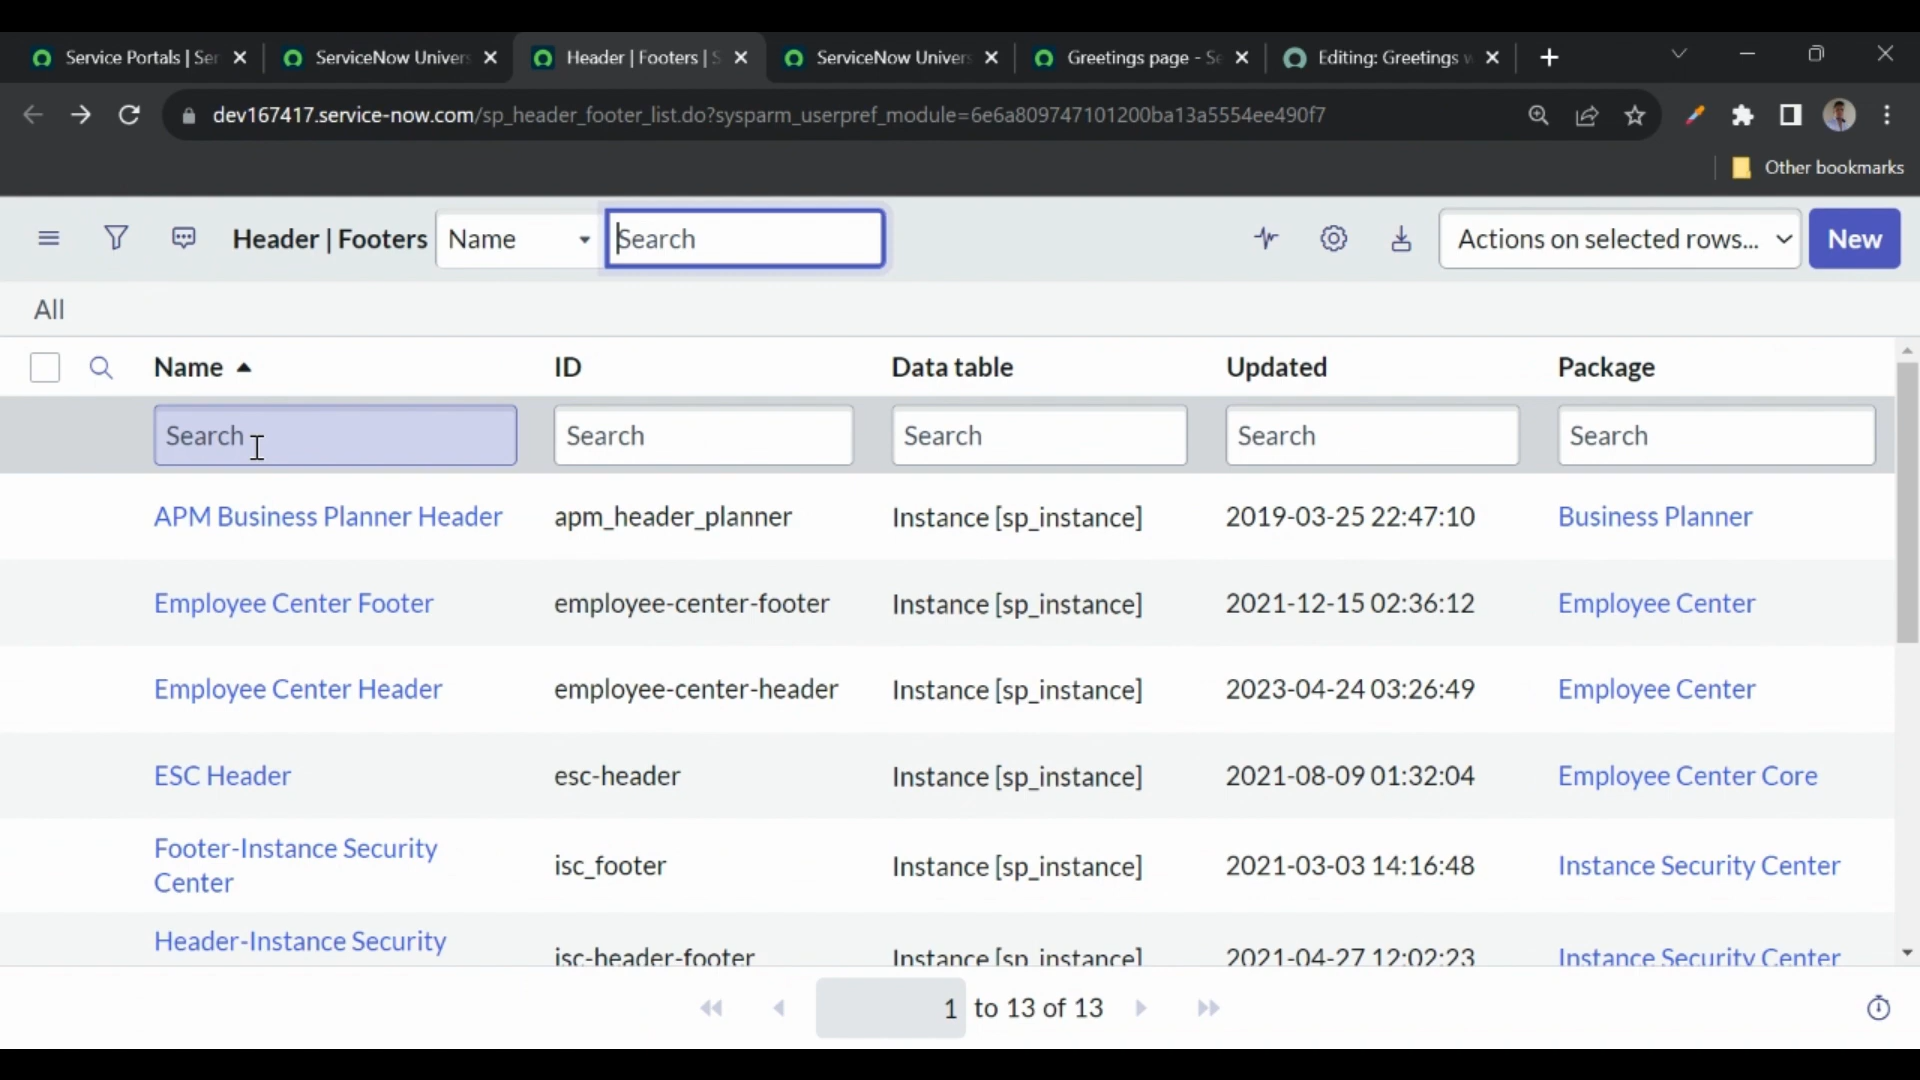 Service Portals | Ser
ServiceNow Univers
Header | Footers | S
ServiceNow Univers
Greetings page - Se
Editing: Greetings w
dev167417.service-now.com/sp_header_footer_list.do?sysparm_userpref_module=6e6a809747101200ba13a5554ee490f7
Other bookmarks
Header | Footers
Name
Search
Actions on selected rows...
New
All
Name
ID
Data table
Updated
Package
Search
Search
Search
Search
Search
APM Business Planner Header
apm_header_planner
Instance [sp_instance]
2019-03-25 22:47:10
Business Planner
Employee Center Footer
employee-center-footer
Instance [sp_instance]
2021-12-15 02:36:12
Employee Center
Employee Center Header
employee-center-header
Instance [sp_instance]
2023-04-24 03:26:49
Employee Center
ESC Header
esc-header
Instance [sp_instance]
2021-08-09 01:32:04
Employee Center Core
Footer-Instance Security
Center
isc_footer
Instance [sp_instance]
2021-03-03 14:16:48
Instance Security Center
Header-Instance Security
isc-header-footer
Instance [sp_instance]
2021-04-27 12:02:23
Instance Security Center
1 to 13 of 13